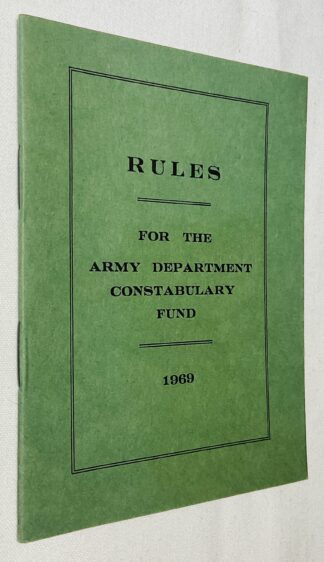 RULES
FOR THE
ARMY DEPARTMENT
CONSTABULARY
FUND
1969